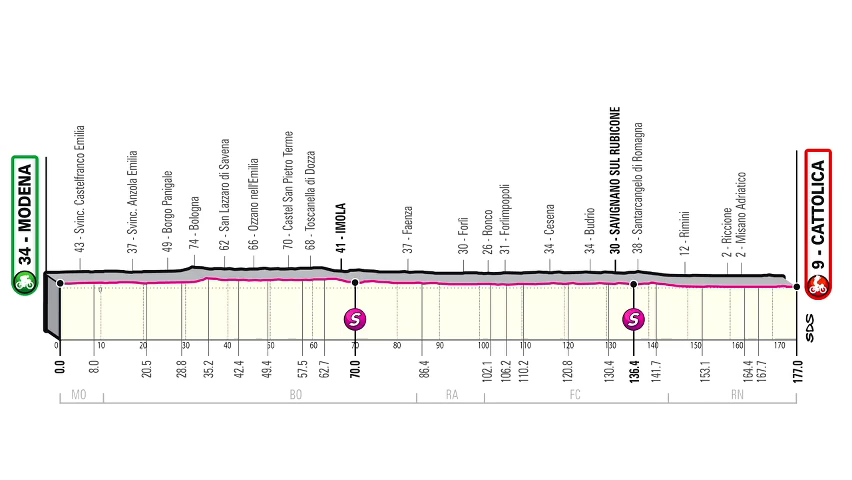 34 - MODENA
43 - Svinc. Castelfranco Emilia
37 - Svinc. Anzola Emilia
49 - Borgo Panigale
74 - Bologna
62 - San Lazzaro di Savena
66 - Ozzano nell'Emilia
70 - Castel San Pietro Terme
68 - Toscanella di Dozza
41 - IMOLA
37 - Faenza
30 - Forlì
26 - Ronco
31 - Forlimpopoli
34 - Cesena
34 - Budrio
30 - SAVIGNANO SUL RUBICONE
38 - Santarcangelo di Romagna
12 - Rimini
2 - Riccione
2 - Misano Adriatico
9 - CATTOLICA
0
S
S
SDS
0 10 20 30 40 50 60 70 80 90 100 110 120 130 140 150 160 170
0.0 8.0 20.5 28.8 35.2 42.4 49.4 57.5 62.7 70.0 86.4 102.1 106.2 110.2 120.8 130.4 136.4 141.7 153.1 164.4 167.7 177.0
MO BO RA FC RN